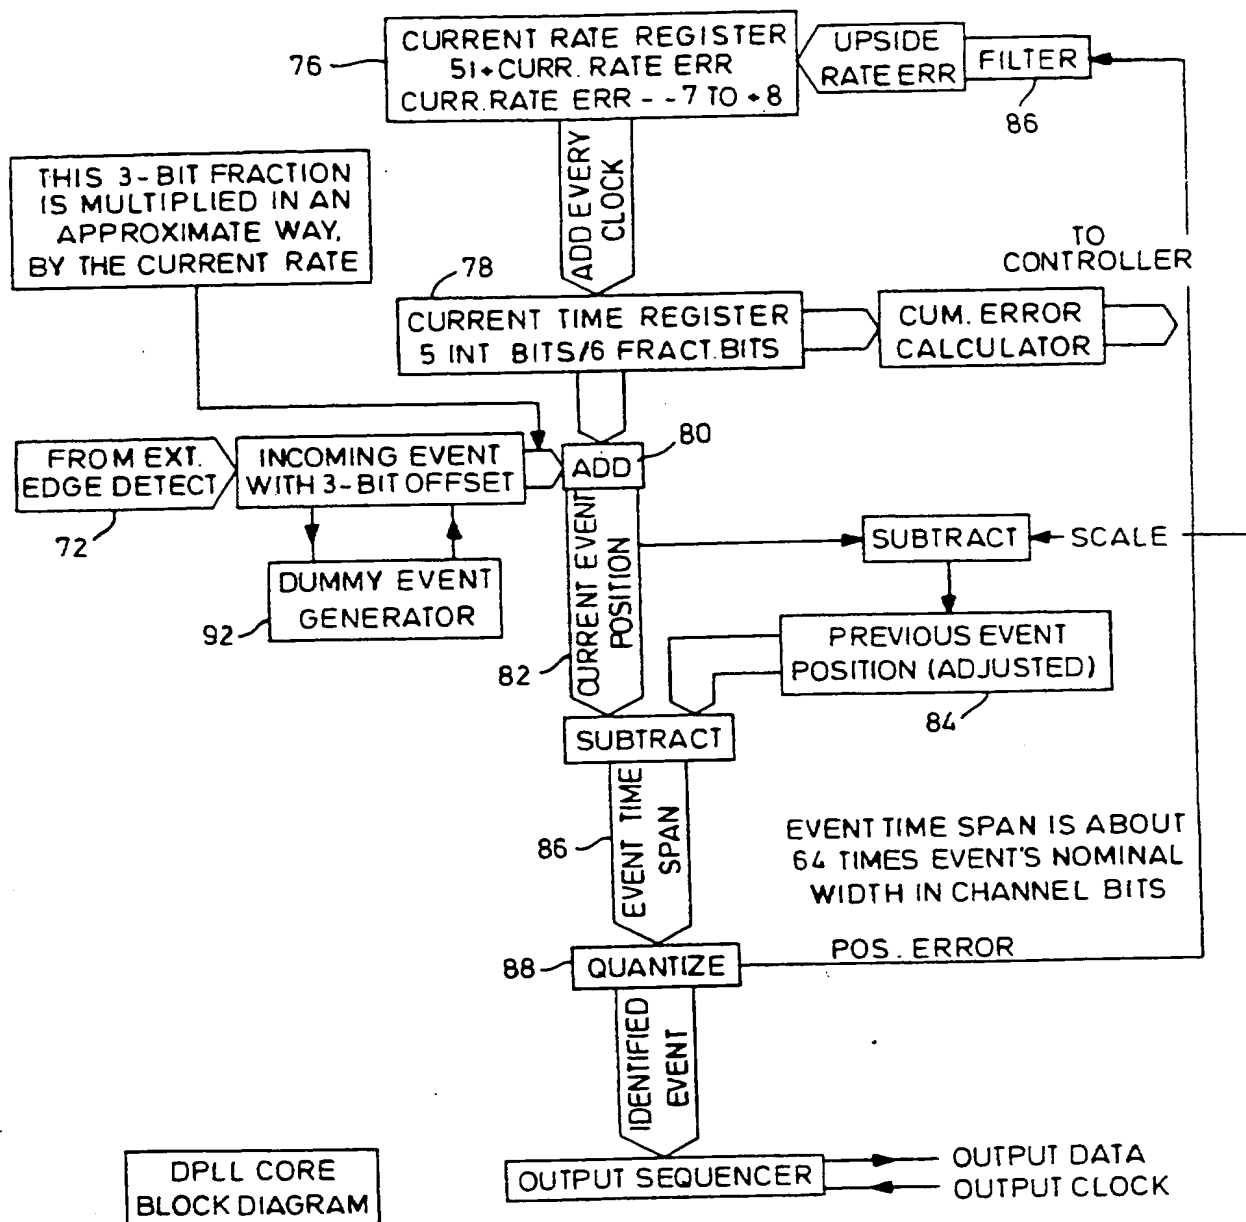 CURRENT RATE REGISTER
51+CURR. RATE ERR
CURR. RATE ERR - -7 TO +8
76
UPSIDE
RATE ERR
FILTER
86
THIS 3-BIT FRACTION
IS MULTIPLIED IN AN
APPROXIMATE WAY,
BY THE CURRENT RATE
ADD EVERY
CLOCK
TO
CONTROLLER
78
CURRENT TIME REGISTER
5 INT BITS/6 FRACT. BITS
CUM. ERROR
CALCULATOR
FROM EXT.
EDGE DETECT
72
INCOMING EVENT
WITH 3-BIT OFFSET
ADD
80
DUMMY EVENT
GENERATOR
92
CURRENT EVENT
POSITION
82
SUBTRACT
SCALE
PREVIOUS EVENT
POSITION (ADJUSTED)
84
SUBTRACT
EVENT TIME
SPAN
86
EVENT TIME SPAN IS ABOUT
64 TIMES EVENT'S NOMINAL
WIDTH IN CHANNEL BITS
88
QUANTIZE
POS. ERROR
IDENTIFIED
EVENT
OUTPUT SEQUENCER
OUTPUT DATA
OUTPUT CLOCK
DPLL CORE
BLOCK DIAGRAM